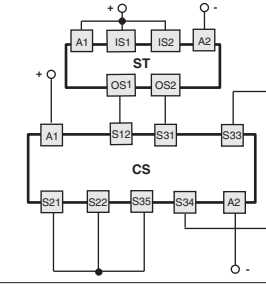 + -
A1 IS1 IS2 A2
ST
OS1 OS2
+
A1 S12 S31 S33
CS
S21 S22 S35 S34 A2
-